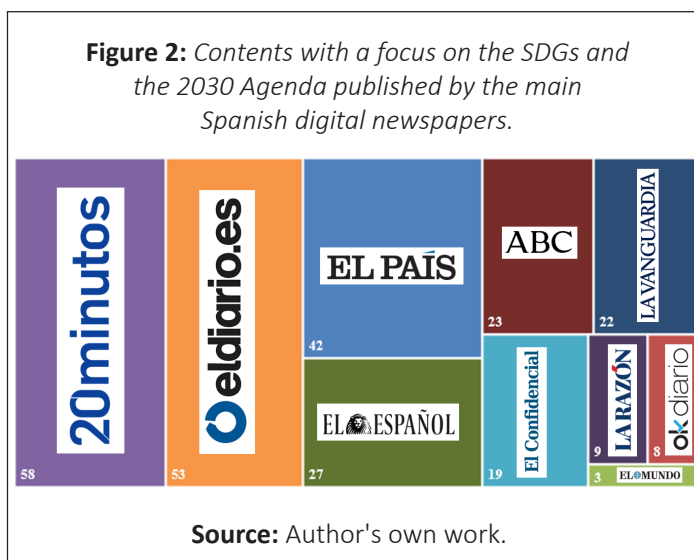 Figure 2: Contents with a focus on the SDGs and
the 2030 Agenda published by the main
Spanish digital newspapers.
20minutos
58
eldiario.es
53
EL PAÍS
42
EL ESPAÑOL
27
ABC
23
LA VANGUARDIA
22
El Confidencial
19
LA RAZÓN
9
okdiario
8
EL MUNDO
3
Source: Author's own work.